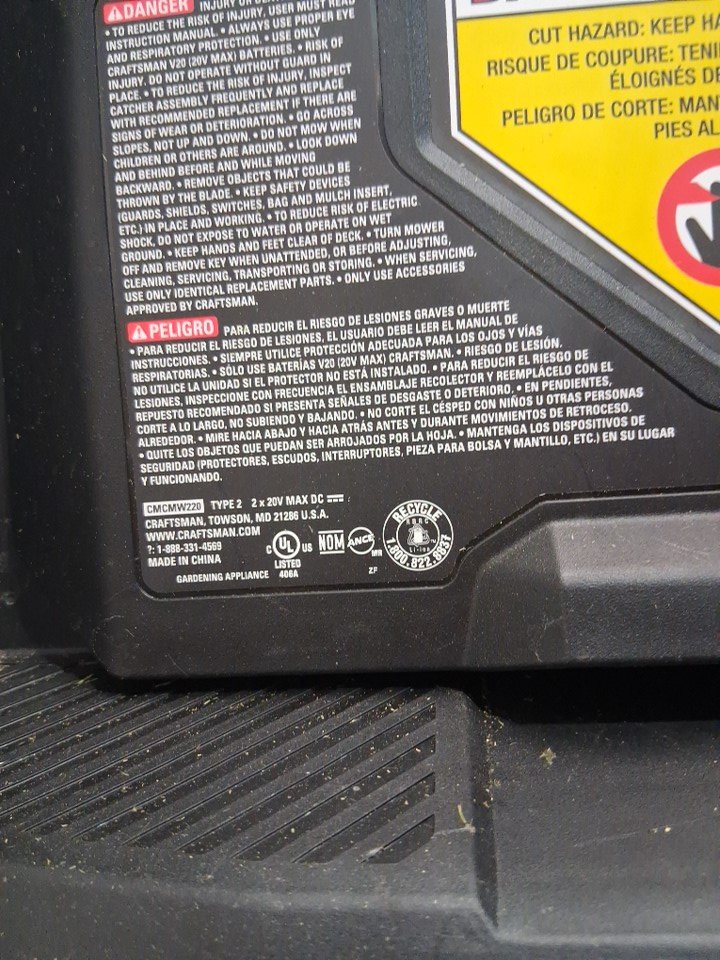 DANGER INJURY OR
• TO REDUCE THE RISK OF INJURY, USER MUST READ
INSTRUCTION MANUAL. • ALWAYS USE PROPER EYE
AND RESPIRATORY PROTECTION. • USE ONLY
CRAFTSMAN V20 (20V MAX) BATTERIES. • RISK OF
INJURY, DO NOT OPERATE WITHOUT GUARD IN
PLACE. • TO REDUCE THE RISK OF INJURY, INSPECT
CATCHER ASSEMBLY FREQUENTLY AND REPLACE
WITH RECOMMENDED REPLACEMENT IF THERE ARE
SIGNS OF WEAR OR DETERIORATION. • GO ACROSS
SLOPES, NOT UP AND DOWN. • DO NOT MOW WHEN
CHILDREN OR OTHERS ARE AROUND. • LOOK DOWN
AND BEHIND BEFORE AND WHILE MOVING
BACKWARD. • REMOVE OBJECTS THAT COULD BE
THROWN BY THE BLADE. • KEEP SAFETY DEVICES
(GUARDS, SHIELDS, SWITCHES, BAG AND MULCH INSERT,
ETC.) IN PLACE AND WORKING. • TO REDUCE RISK OF ELECTRIC
SHOCK, DO NOT EXPOSE TO WATER OR OPERATE ON WET
GROUND. • KEEP HANDS AND FEET CLEAR OF DECK. • TURN MOWER
OFF AND REMOVE KEY WHEN UNATTENDED, OR BEFORE ADJUSTING,
CLEANING, SERVICING, TRANSPORTING OR STORING. • WHEN SERVICING,
USE ONLY IDENTICAL REPLACEMENT PARTS. • ONLY USE ACCESSORIES
APPROVED BY CRAFTSMAN.
PELIGRO PARA REDUCIR EL RIESGO DE LESIONES GRAVES O MUERTE
• PARA REDUCIR EL RIESGO DE LESIONES, EL USUARIO DEBE LEER EL MANUAL DE
INSTRUCCIONES. • SIEMPRE UTILICE PROTECCIÓN ADECUADA PARA LOS OJOS Y VÍAS
RESPIRATORIAS. • SÓLO USE BATERÍAS V20 (20V MAX) CRAFTSMAN. • RIESGO DE LESIÓN.
NO UTILICE LA UNIDAD SI EL PROTECTOR NO ESTÁ INSTALADO. • PARA REDUCIR EL RIESGO DE
LESIONES, INSPECCIONE CON FRECUENCIA EL ENSAMBLAJE RECOLECTOR Y REEMPLÁCELO CON EL
REPUESTO RECOMENDADO SI PRESENTA SEÑALES DE DESGASTE O DETERIORO. • EN PENDIENTES,
CORTE A LO LARGO, NO SUBIENDO Y BAJANDO. • NO CORTE EL CÉSPED CON NIÑOS U OTRAS PERSONAS
ALREDEDOR. • MIRE HACIA ABAJO Y HACIA ATRÁS ANTES Y DURANTE MOVIMIENTOS DE RETROCESO.
• QUITE LOS OBJETOS QUE PUEDAN SER ARROJADOS POR LA HOJA. • MANTENGA LOS DISPOSITIVOS DE
SEGURIDAD (PROTECTORES, ESCUDOS, INTERRUPTORES, PIEZA PARA BOLSA Y MANTILLO, ETC.) EN SU LUGAR
Y FUNCIONANDO.
CMCMW220 TYPE 2 2 x 20V MAX DC
CRAFTSMAN, TOWSON, MD 21286 U.S.A.
WWW.CRAFTSMAN.COM
?: 1-888-331-4569
MADE IN CHINA
GARDENING APPLIANCE
C UL US
LISTED
406A
NOM
ANCE
MR
ZF
RECYCLE
RBRC
Li-ion
1.800.822.8837
CUT HAZARD: KEEP HA
RISQUE DE COUPURE: TENI
ÉLOIGNÉS DE
PELIGRO DE CORTE: MAN
PIES AL